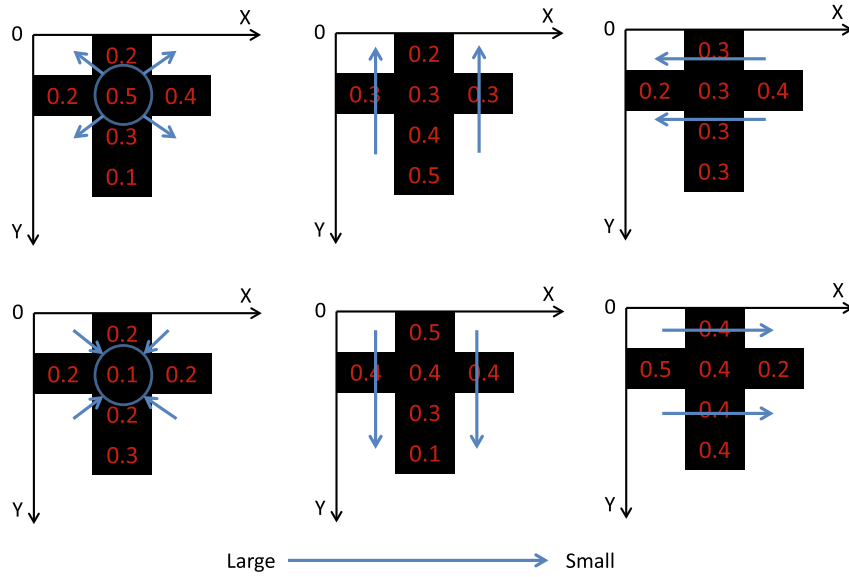 X X X
0 0 0
0.2 0.2 0.3
0.2 0.5 0.4 0.3 0.3 0.3 0.2 0.3 0.4
0.3 0.4 0.3
0.1 0.5 0.3
Y Y Y
X X X
0 0 0
0.2 0.5 0.4
0.2 0.1 0.2 0.4 0.4 0.4 0.5 0.4 0.2
0.2 0.3 0.4
0.3 0.1 0.4
Y Y Y
Large Small